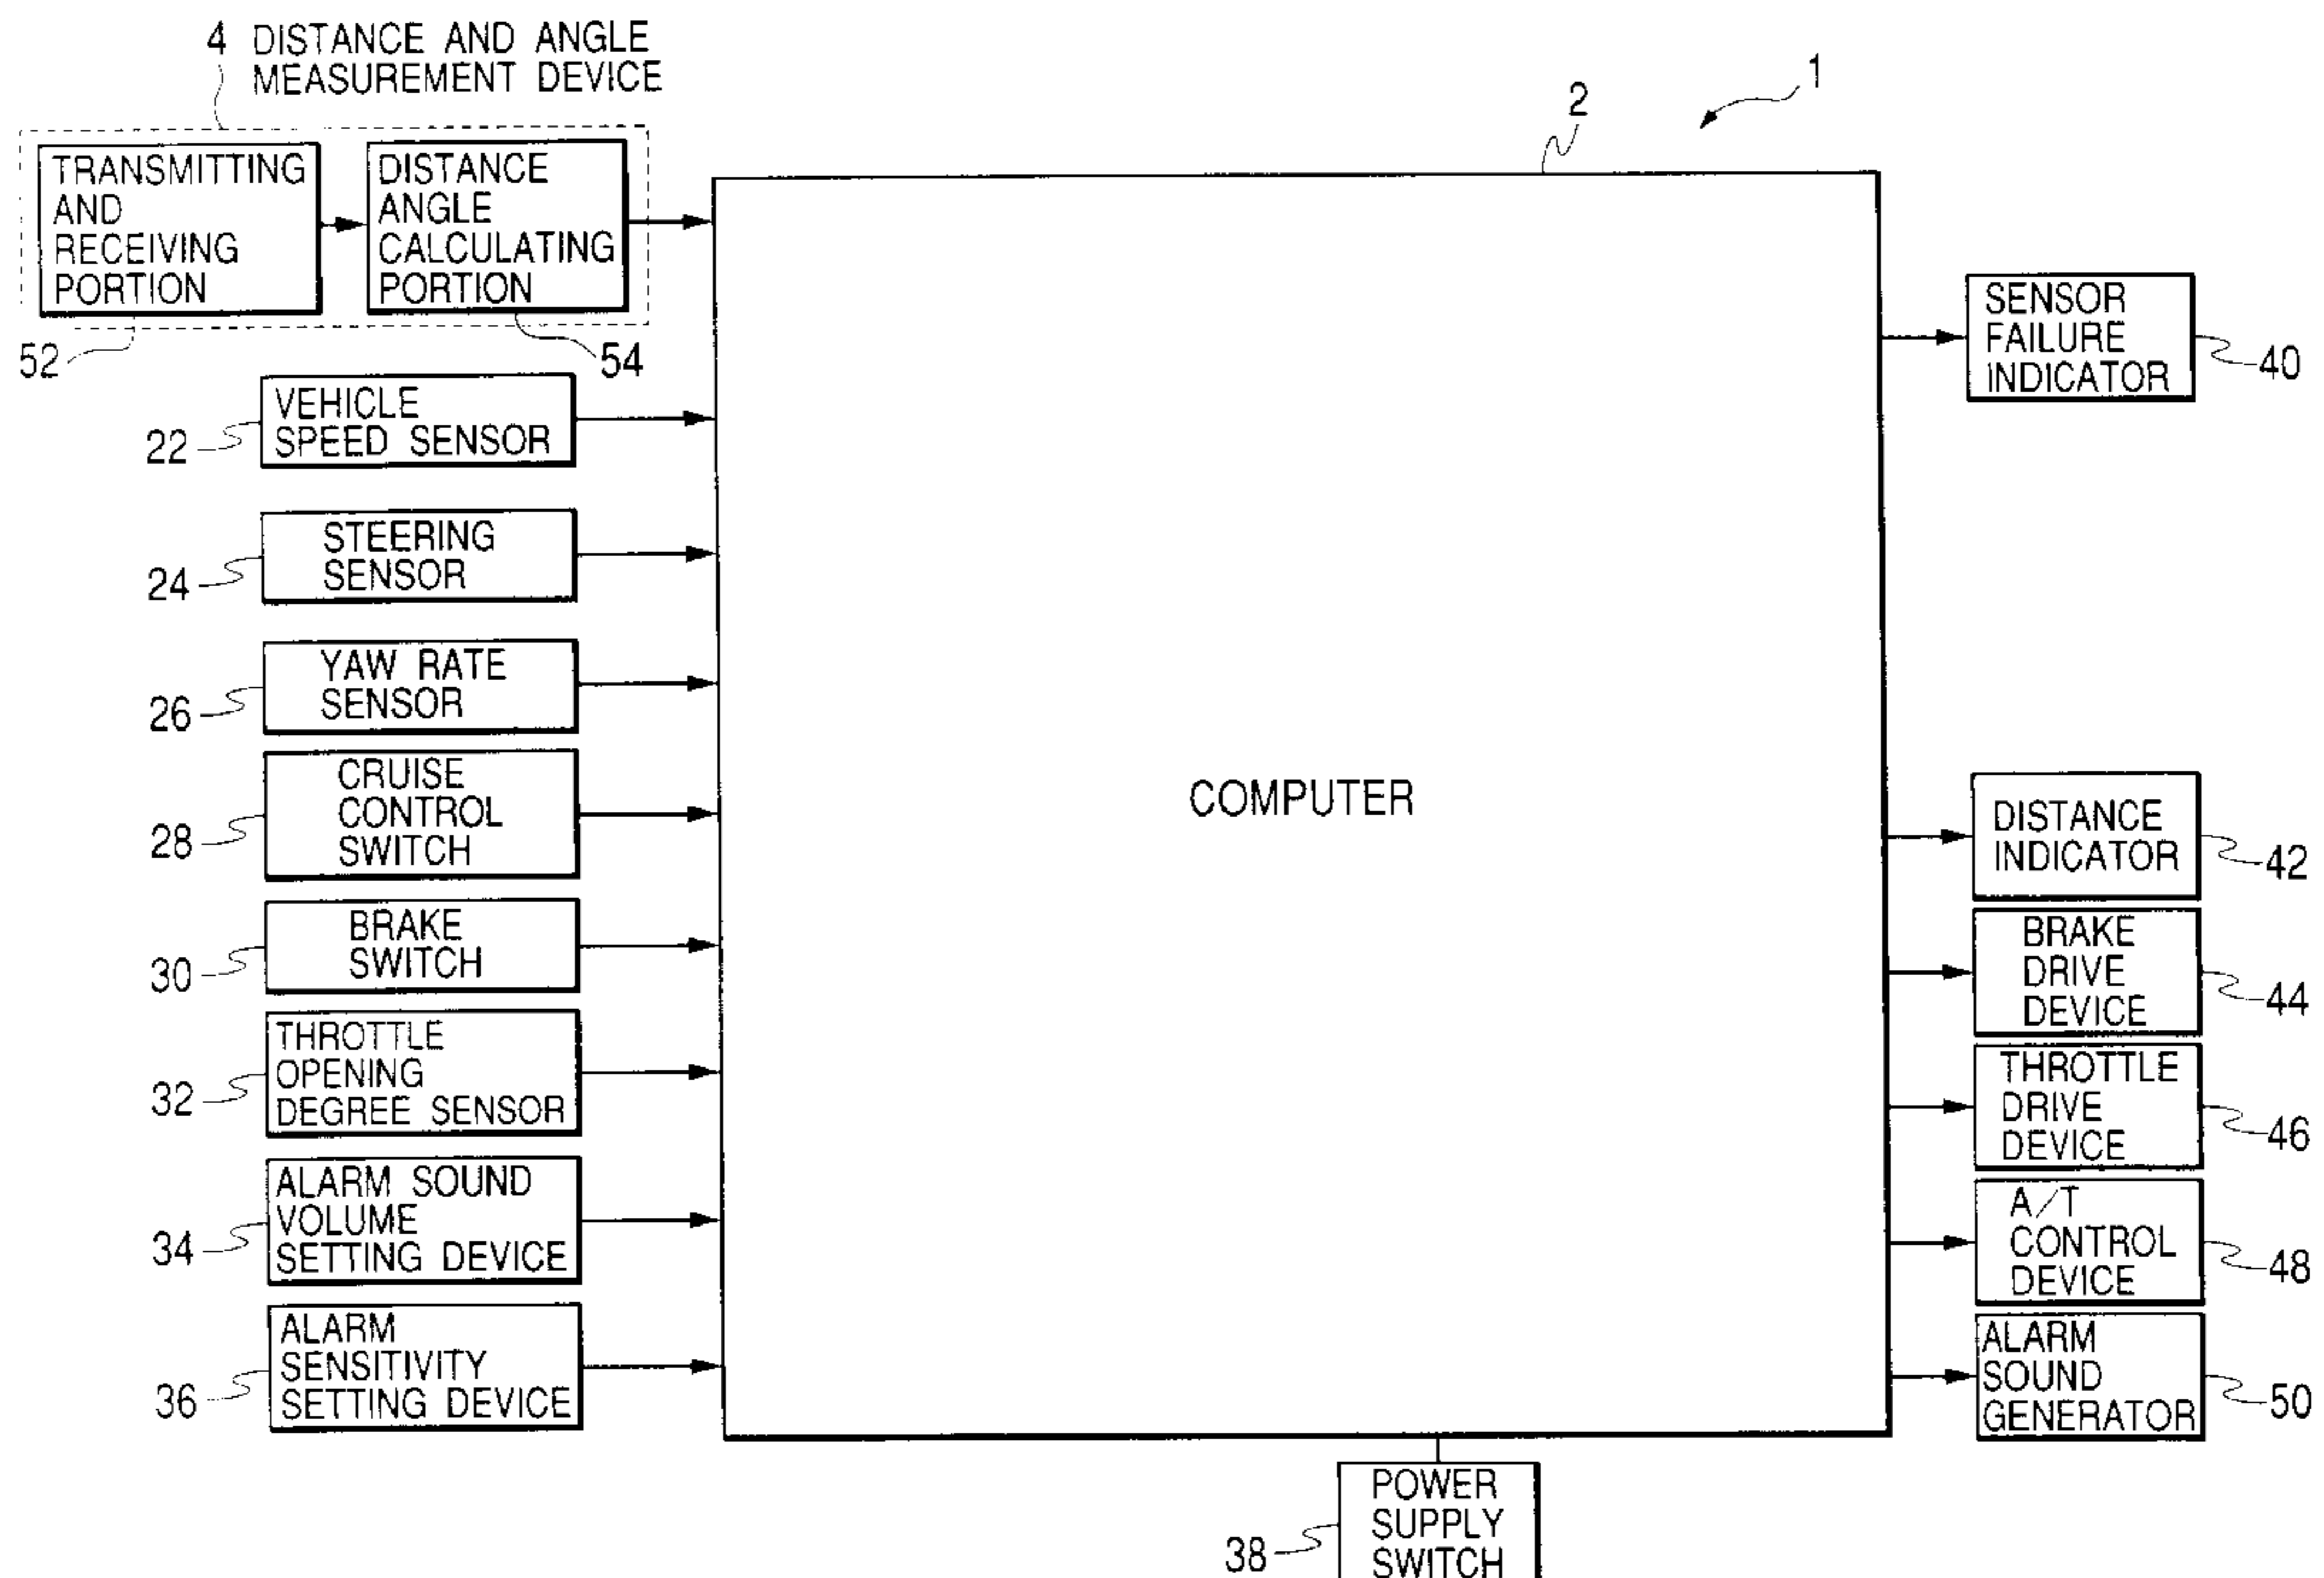 4 DISTANCE AND ANGLE
MEASUREMENT DEVICE
1
2
TRANSMITTING
AND
RECEIVING
PORTION
DISTANCE
ANGLE
CALCULATING
PORTION
52
54
VEHICLE
SPEED SENSOR
22
STEERING
SENSOR
24
YAW RATE
SENSOR
26
CRUISE
CONTROL
SWITCH
28
BRAKE
SWITCH
30
THROTTLE
OPENING
DEGREE SENSOR
32
ALARM SOUND
VOLUME
SETTING DEVICE
34
ALARM
SENSITIVITY
SETTING DEVICE
36
COMPUTER
SENSOR
FAILURE
INDICATOR
40
DISTANCE
INDICATOR
42
BRAKE
DRIVE
DEVICE
44
THROTTLE
DRIVE
DEVICE
46
A/T
CONTROL
DEVICE
48
ALARM
SOUND
GENERATOR
50
POWER
SUPPLY
SWITCH
38